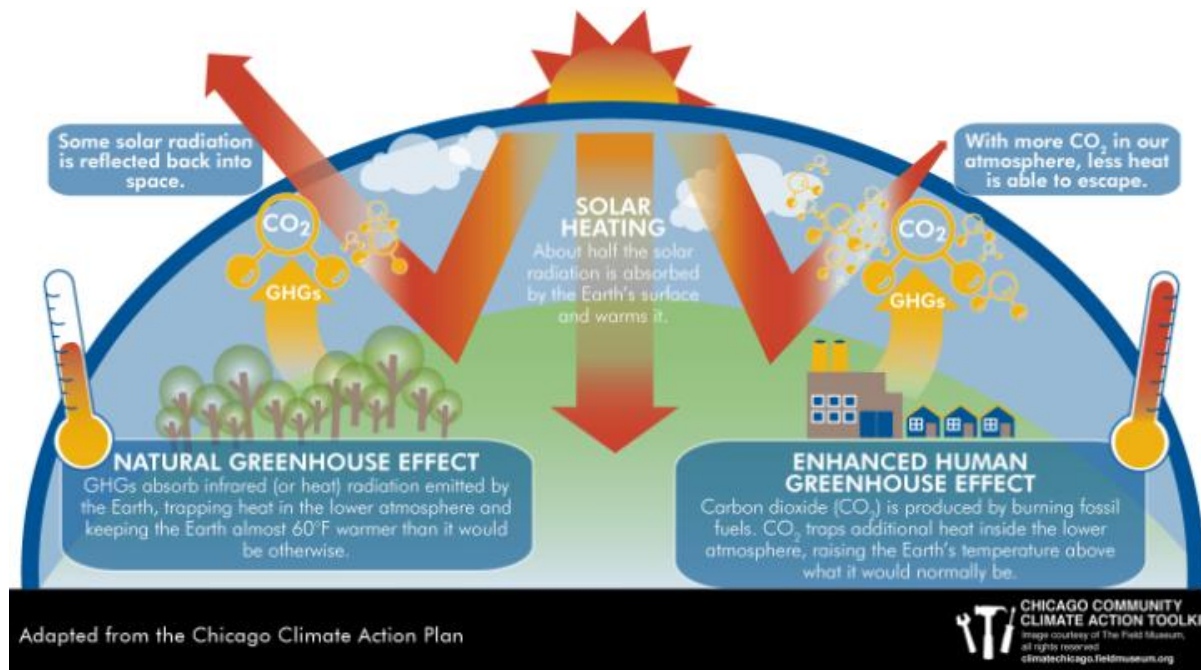 Some solar radiation
is reflected back into
space.
With more CO₂ in our
atmosphere, less heat
is able to escape.
CO₂
GHGs
SOLAR
HEATING
About half the solar
radiation is absorbed
by the Earth's surface
and warms it.
CO₂
GHGs
NATURAL GREENHOUSE EFFECT
GHGs absorb infrared (or heat) radiation emitted by
the Earth, trapping heat in the lower atmosphere and
keeping the Earth almost 60°F warmer than it would
be otherwise.
ENHANCED HUMAN
GREENHOUSE EFFECT
Carbon dioxide (CO₂) is produced by burning fossil
fuels. CO₂ traps additional heat inside the lower
atmosphere, raising the Earth's temperature above
what it would normally be.
Adapted from the Chicago Climate Action Plan
CHICAGO COMMUNITY
CLIMATE ACTION TOOLKI
Image courtesy of The Field Museum,
all rights reserved
climatechicago.fieldmuseum.org